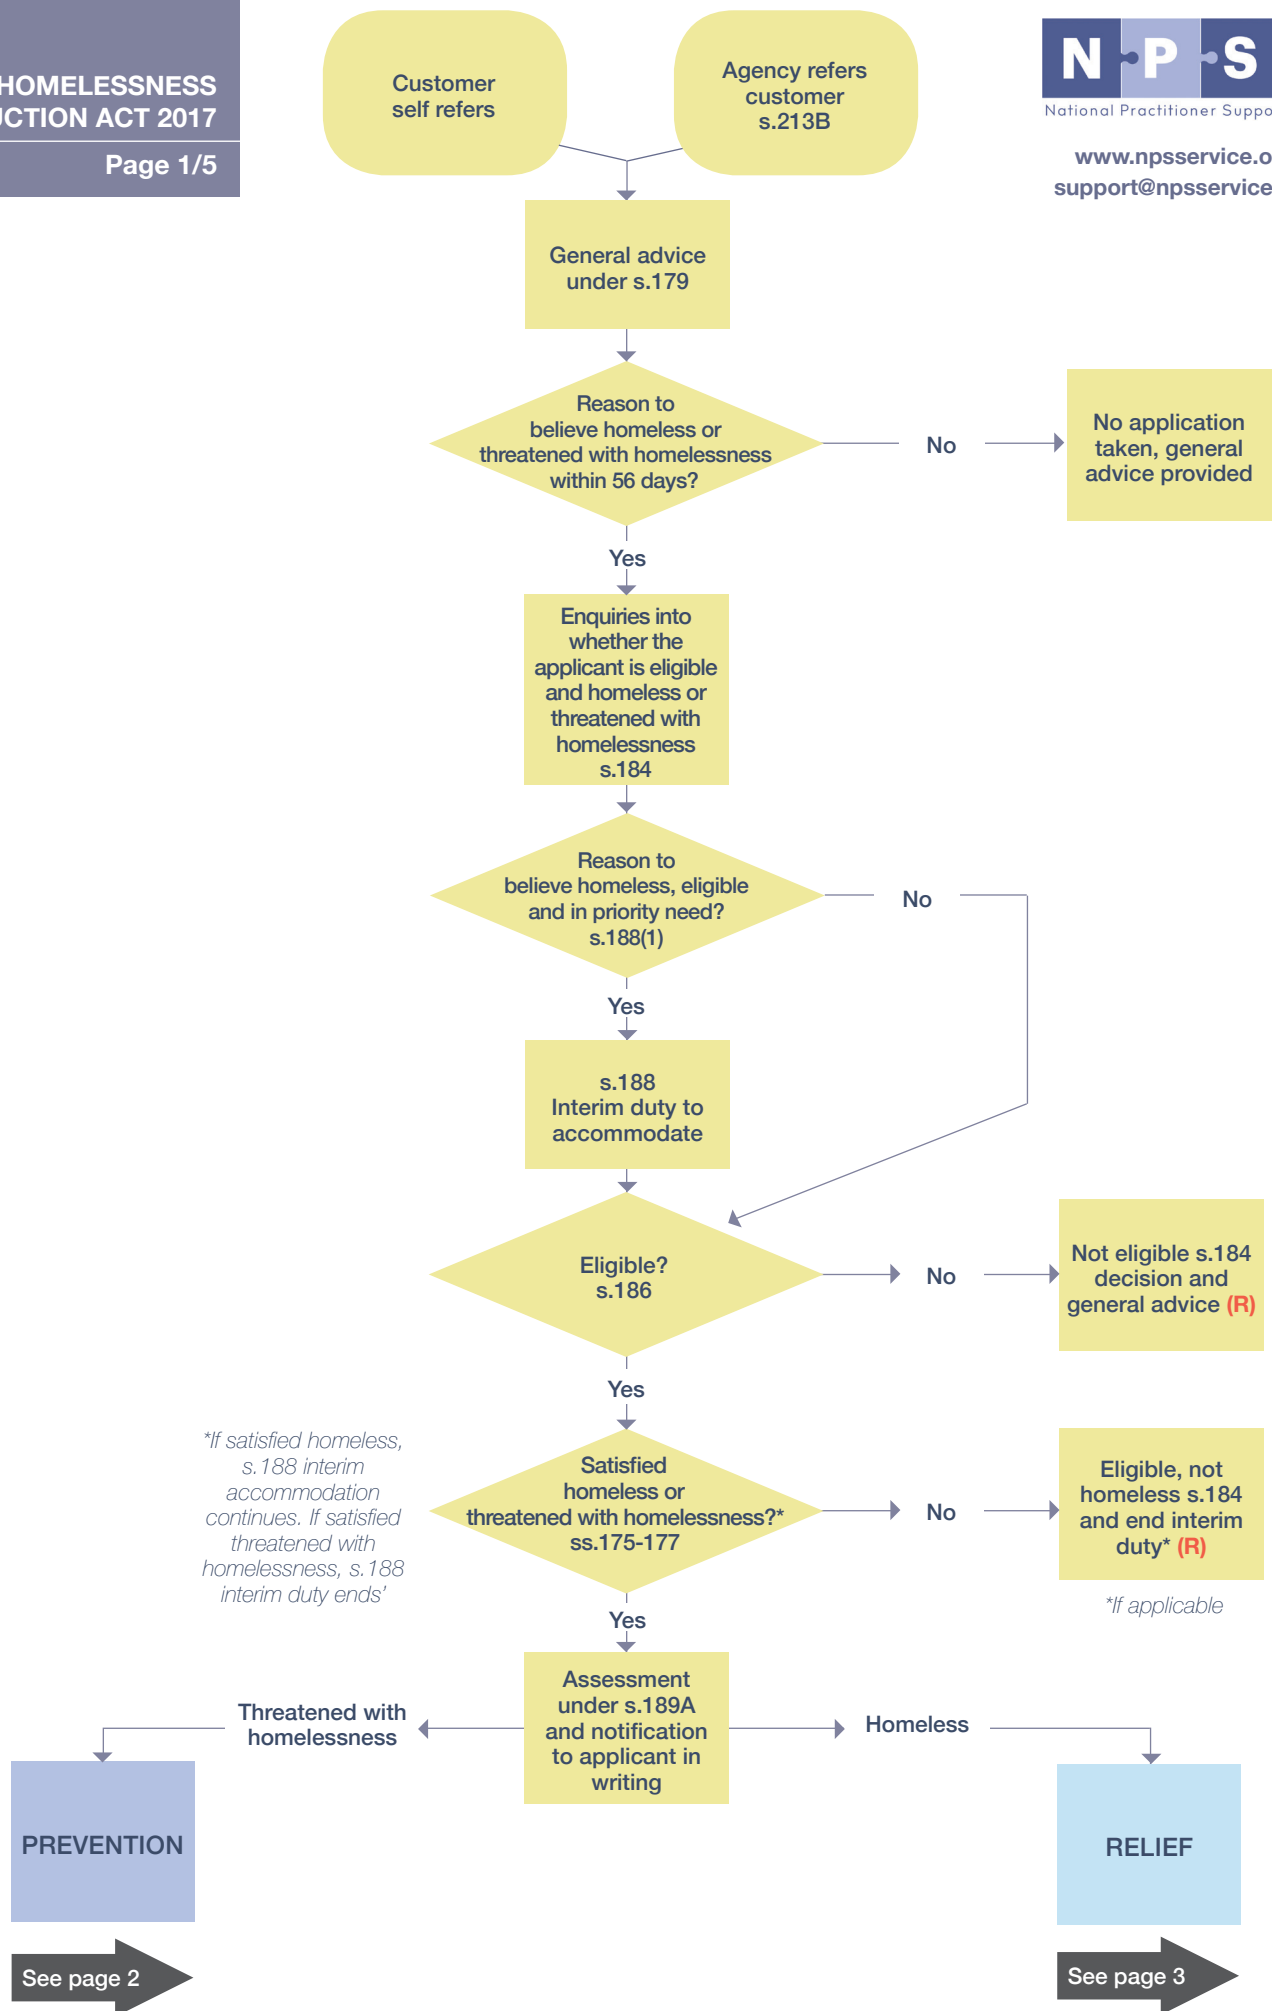 HOMELESSNESS
UCTION ACT 2017
Page 1/5
Customer
self refers
Agency refers
customer
s.213B
N P S
National Practitioner Suppo
www.npsservice.o
support@npsservice
General advice
under s.179
Reason to
believe homeless or
threatened with homelessness
within 56 days?
No
No application
taken, general
advice provided
Yes
Enquiries into
whether the
applicant is eligible
and homeless or
threatened with
homelessness
s.184
Reason to
believe homeless, eligible
and in priority need?
s.188(1)
No
Yes
s.188
Interim duty to
accommodate
Eligible?
s.186
No
Not eligible s.184
decision and
general advice (R)
Yes
*If satisfied homeless,
s.188 interim
accommodation
continues. If satisfied
threatened with
homelessness, s.188
interim duty ends'
Satisfied
homeless or
threatened with homelessness?*
ss.175-177
No
Eligible, not
homeless s.184
and end interim
duty* (R)
*If applicable
Yes
Assessment
under s.189A
and notification
to applicant in
writing
Threatened with
homelessness
Homeless
PREVENTION
RELIEF
See page 2
See page 3